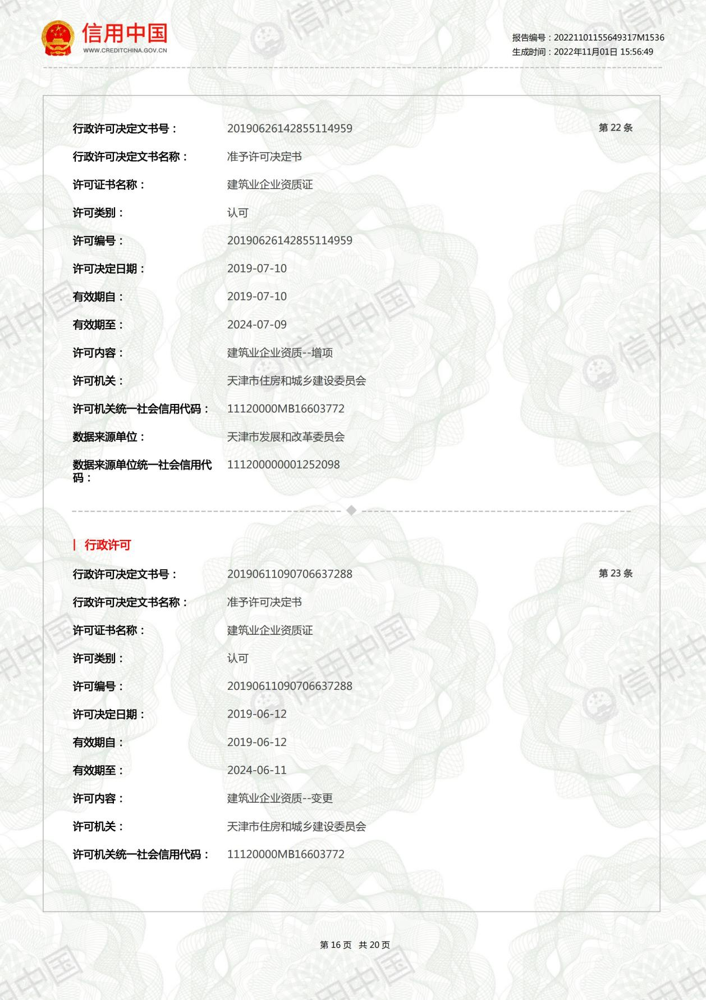 信用中国
WWW.CREDITCHINA.GOV.CN
报告编号：20221101155649317M1536
生成时间：2022年11月01日 15:56:49
行政许可决定文书号： 20190626142855114959 第 22 条
行政许可决定文书名称： 准予许可决定书
许可证书名称： 建筑业企业资质证
许可类别： 认可
许可编号： 20190626142855114959
许可决定日期： 2019-07-10
有效期自： 2019-07-10
有效期至： 2024-07-09
许可内容： 建筑业企业资质--增项
许可机关： 天津市住房和城乡建设委员会
许可机关统一社会信用代码： 11120000MB16603772
数据来源单位： 天津市发展和改革委员会
数据来源单位统一社会信用代 111200000001252098
码：
行政许可
行政许可决定文书号： 20190611090706637288 第 23 条
行政许可决定文书名称： 准予许可决定书
许可证书名称： 建筑业企业资质证
许可类别： 认可
许可编号： 20190611090706637288
许可决定日期： 2019-06-12
有效期自： 2019-06-12
有效期至： 2024-06-11
许可内容： 建筑业企业资质--变更
许可机关： 天津市住房和城乡建设委员会
许可机关统一社会信用代码： 11120000MB16603772
第 16 页 共 20 页